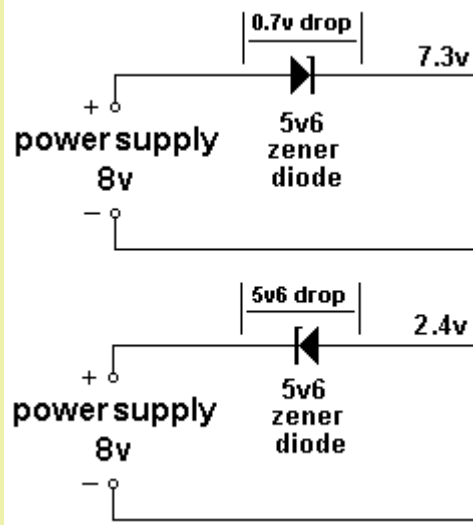 0.7v drop
7.3v
+
5v6
zener
diode
power supply
8v
−
5v6 drop
2.4v
+
5v6
zener
diode
power supply
8v
−